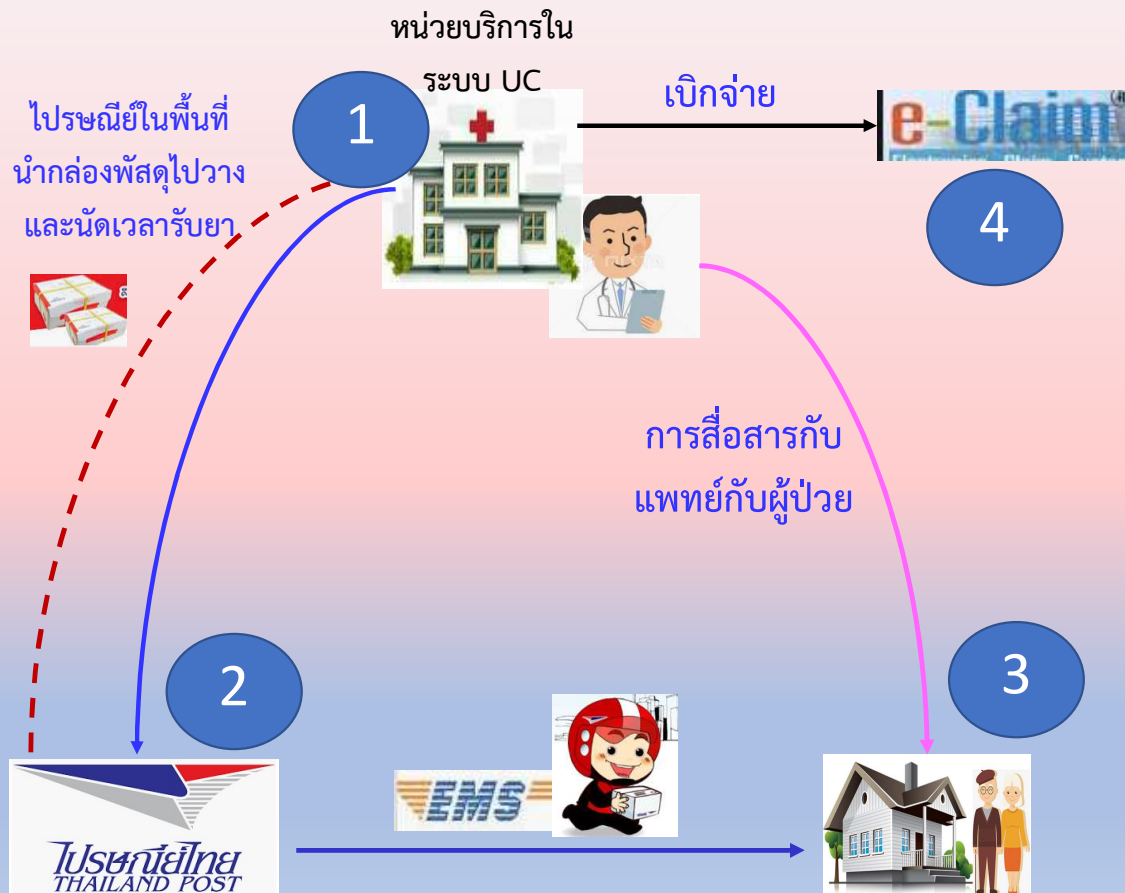 หน่วยบริการใน
ระบบ UC
ไปรษณีย์ในพื้นที่
นำกล่องพัสดุไปวาง
และนัดเวลารับยา
1
เบิกจ่าย
e-Claim
4
การสื่อสารกับ
แพทย์กับผู้ป่วย
2
3
EMS
ไปรษณีย์ไทย
THAILAND POST